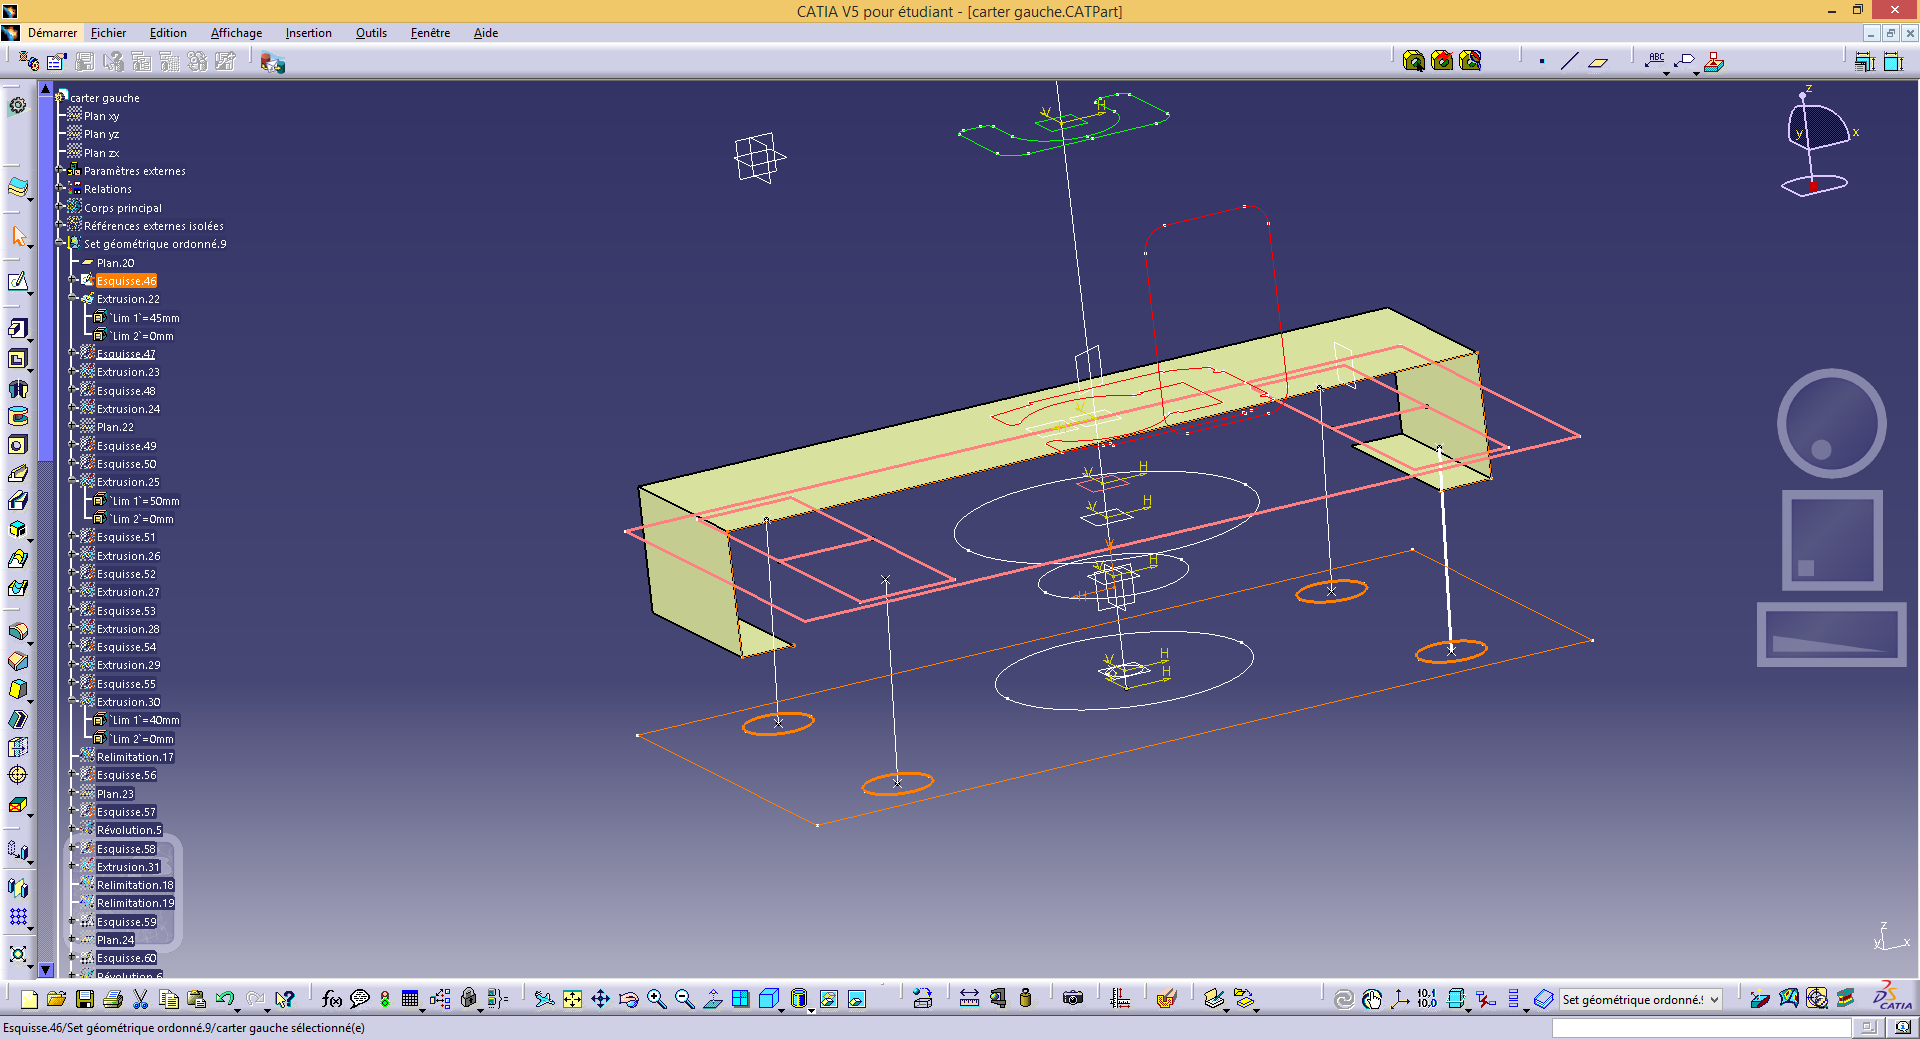 CATIA V5 pour étudiant - [carter gauche.CATPart]
Démarrer Fichier Edition Affichage Insertion Outils Fenêtre Aide
ABC
carter gauche
Plan xy
Plan yz
Plan zx
Paramètres externes
Relations
Corps principal
Références externes isolées
Set géométrique ordonné.9
Plan.20
Esquisse.46
Extrusion.22
`Lim 1`=45mm
`Lim 2`=0mm
Esquisse.47
Extrusion.23
Esquisse.48
Extrusion.24
Plan.22
Esquisse.49
Esquisse.50
Extrusion.25
`Lim 1`=50mm
`Lim 2`=0mm
Esquisse.51
Extrusion.26
Esquisse.52
Extrusion.27
Esquisse.53
Extrusion.28
Esquisse.54
Extrusion.29
Esquisse.55
Extrusion.30
`Lim 1`=40mm
`Lim 2`=0mm
Relimitation.17
Esquisse.56
Plan.23
Esquisse.57
Révolution.5
Esquisse.58
Extrusion.31
Relimitation.18
Relimitation.19
Esquisse.59
Plan.24
Esquisse.60
Révolution.6
V H
V H
V H
V
H
H
V H
H
z
y x
z
y x
f(x)
10.1
10.0
Set géométrique ordonné.9
CATIA
Esquisse.46/Set géométrique ordonné.9/carter gauche sélectionné(e)